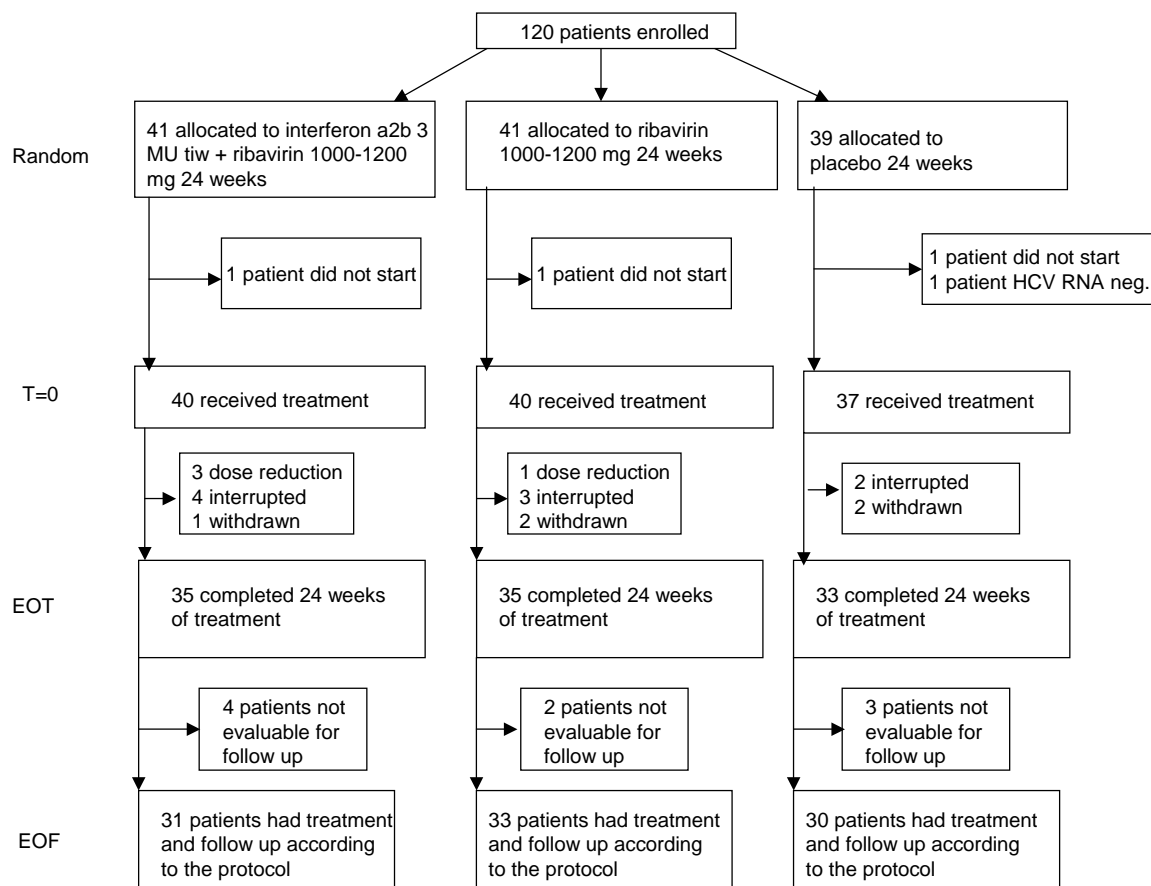 120 patients enrolled
Random
41 allocated to interferon a2b 3
MU tiw + ribavirin 1000-1200
mg 24 weeks
41 allocated to ribavirin
1000-1200 mg 24 weeks
39 allocated to
placebo 24 weeks
1 patient did not start
1 patient did not start
1 patient did not start
1 patient HCV RNA neg.
T=0
40 received treatment
40 received treatment
37 received treatment
3 dose reduction
4 interrupted
1 withdrawn
1 dose reduction
3 interrupted
2 withdrawn
2 interrupted
2 withdrawn
EOT
35 completed 24 weeks
of treatment
35 completed 24 weeks
of treatment
33 completed 24 weeks
of treatment
4 patients not
evaluable for
follow up
2 patients not
evaluable for
follow up
3 patients not
evaluable for
follow up
EOF
31 patients had treatment
and follow up according
to the protocol
33 patients had treatment
and follow up according
to the protocol
30 patients had treatment
and follow up according
to the protocol